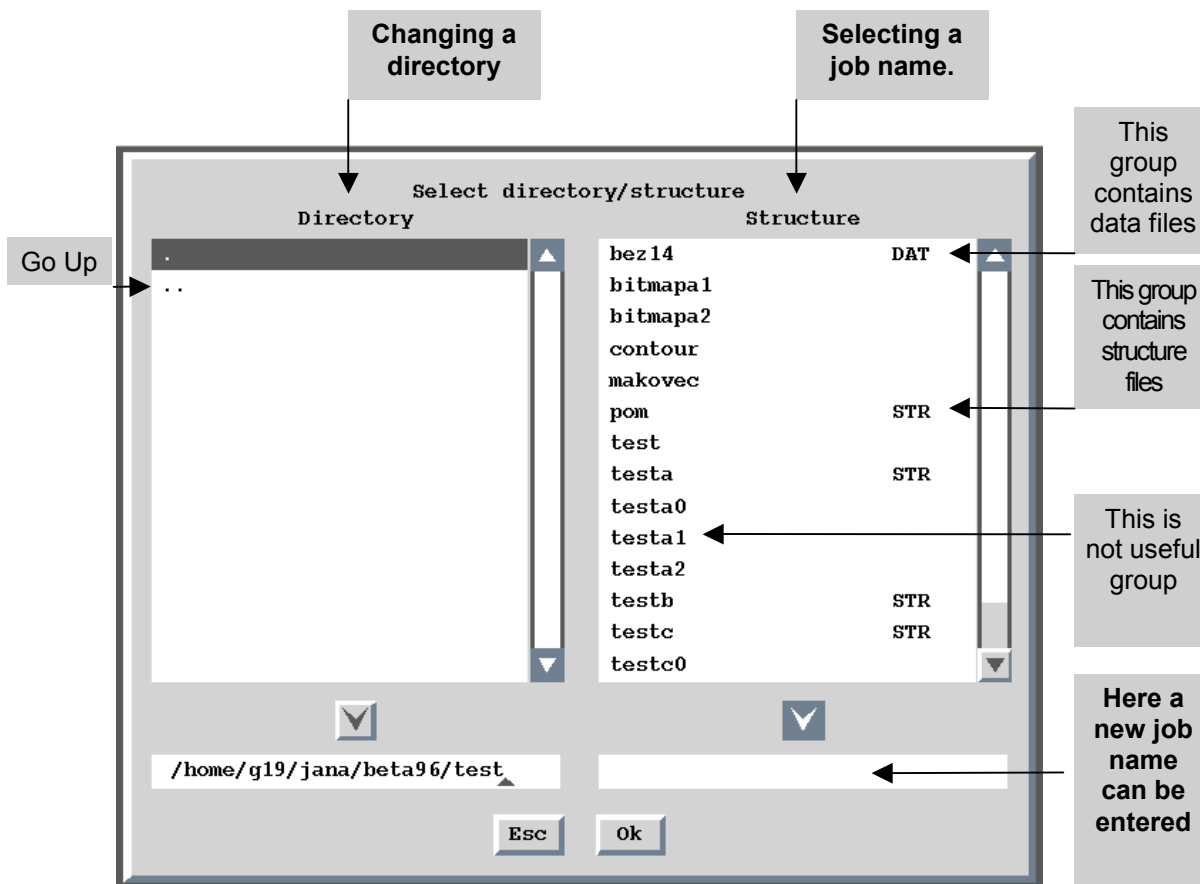 Changing a
directory
Selecting a
job name.
This
group
contains
data files
Select directory/structure
Directory
Structure
Go Up
.
..
bez14 DAT
bitmapa1
bitmapa2
contour
makovec
pom STR
test
testa STR
testa0
testa1
testa2
testb STR
testc STR
testc0
This group
contains
structure
files
This is
not useful
group
/home/g19/jana/beta96/test
Here a
new job
name
can be
entered
Esc
Ok